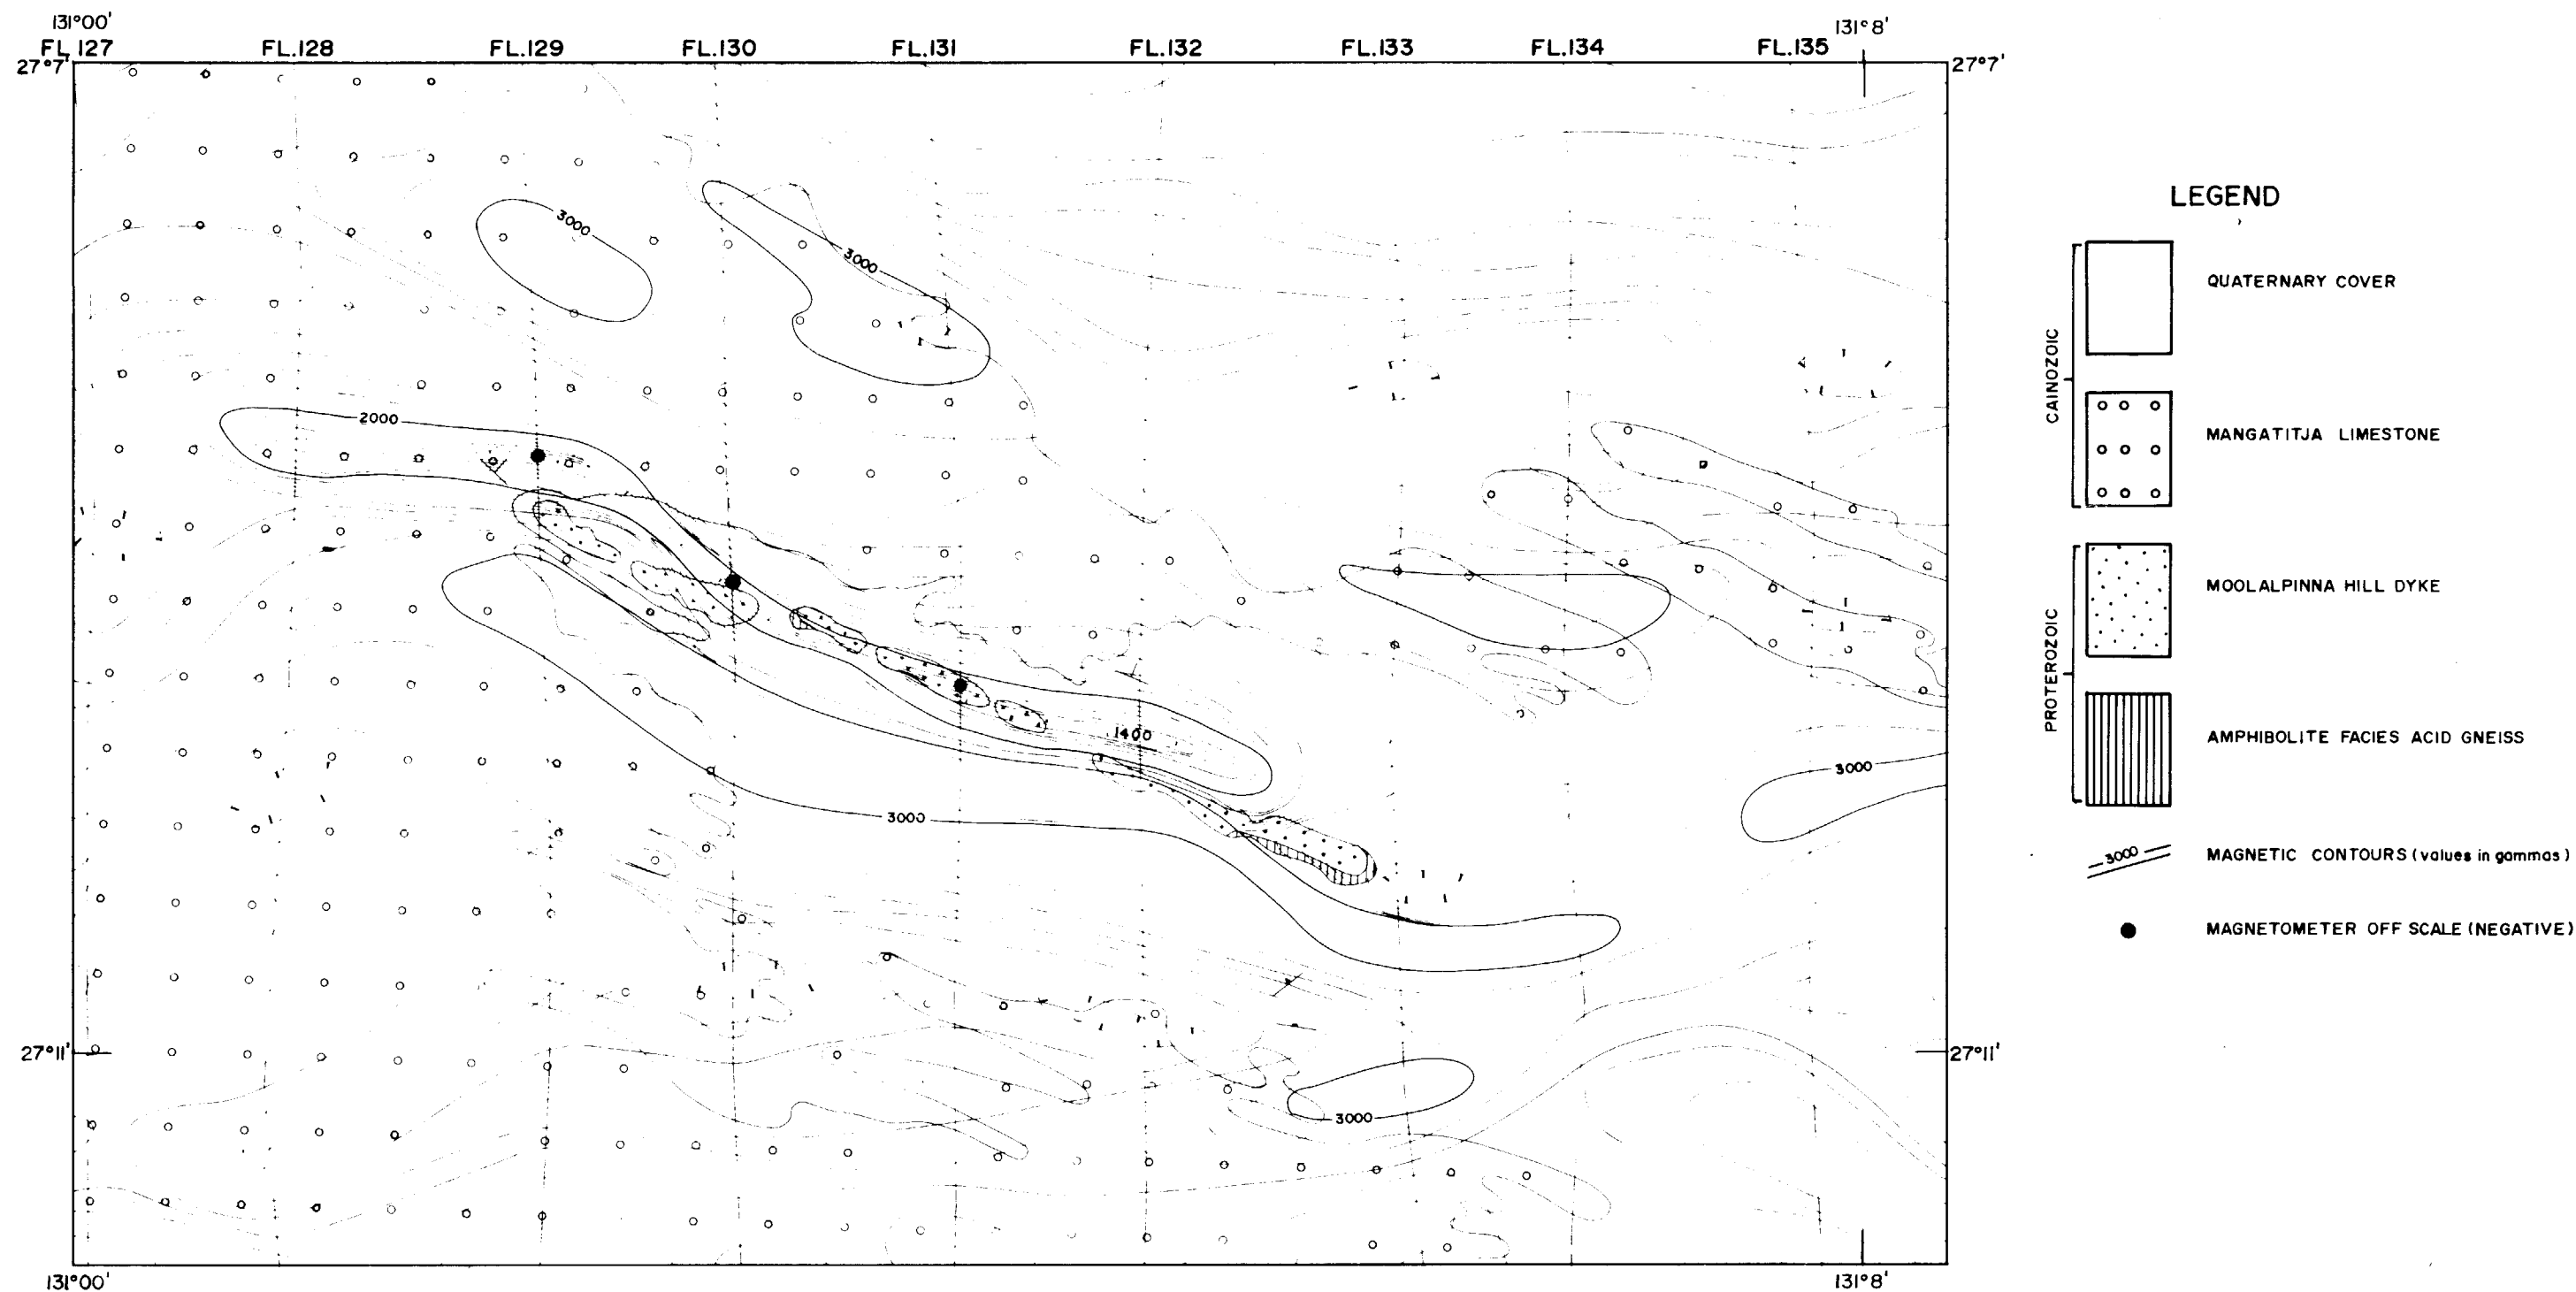 131°00' 131°8'
FL 127 FL.128 FL.129 FL.130 FL.131 FL.132 FL.133 FL.134 FL.135
27°7' 27°7'
LEGEND
3000
3000
QUATERNARY COVER
CAINOZOIC
2000
MANGATITJA LIMESTONE
MOOLALPINNA HILL DYKE
PROTEROZOIC
1400
AMPHIBOLITE FACIES ACID GNEISS
3000
3000
3000 MAGNETIC CONTOURS (values in gammas)
MAGNETOMETER OFF SCALE (NEGATIVE)
27°11' 27°11'
3000
131°00' 131°8'